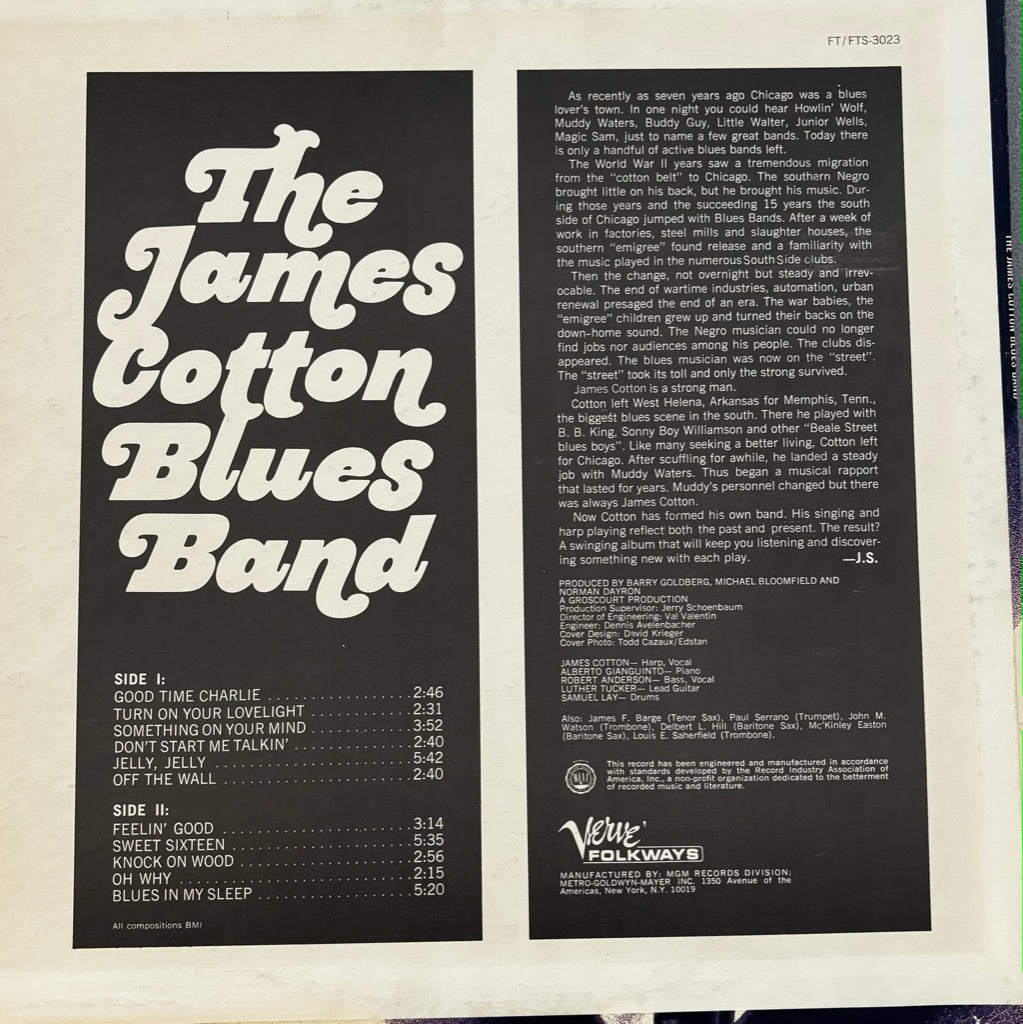 FT/FTS-3023
The
James
Cotton
Blues
Band
SIDE I:
GOOD TIME CHARLIE ........................ 2:46
TURN ON YOUR LOVELIGHT ................ 2:31
SOMETHING ON YOUR MIND ................ 3:52
DON'T START ME TALKIN' .................. 2:40
JELLY, JELLY ................................ 5:42
OFF THE WALL .............................. 2:40
SIDE II:
FEELIN' GOOD .............................. 3:14
SWEET SIXTEEN ............................ 5:35
KNOCK ON WOOD .......................... 2:56
OH WHY .................................... 2:15
BLUES IN MY SLEEP ........................ 5:20
All compositions BMI
As recently as seven years ago Chicago was a blues
lover's town. In one night you could hear Howlin' Wolf,
Muddy Waters, Buddy Guy, Little Walter, Junior Wells,
Magic Sam, just to name a few great bands. Today there
is only a handful of active blues bands left.
The World War II years saw a tremendous migration
from the "cotton belt" to Chicago. The southern Negro
brought little on his back, but he brought his music. Dur-
ing those years and the succeeding 15 years the south
side of Chicago jumped with Blues Bands. After a week of
work in factories, steel mills and slaughter houses, the
southern "emigree" found release and a familiarity with
the music played in the numerous South Side clubs.
Then the change, not overnight but steady and irrev-
ocable. The end of wartime industries, automation, urban
renewal presaged the end of an era. The war babies, the
"emigree" children grew up and turned their backs on the
down-home sound. The Negro musician could no longer
find jobs nor audiences among his people. The clubs dis-
appeared. The blues musician was now on the "street".
The "street" took its toll and only the strong survived.
James Cotton is a strong man.
Cotton left West Helena, Arkansas for Memphis, Tenn.,
the biggest blues scene in the south. There he played with
B. B. King, Sonny Boy Williamson and other "Beale Street
blues boys". Like many seeking a better living, Cotton left
for Chicago. After scuffling for awhile, he landed a steady
job with Muddy Waters. Thus began a musical rapport
that lasted for years. Muddy's personnel changed but there
was always James Cotton.
Now Cotton has formed his own band. His singing and
harp playing reflect both the past and present. The result?
A swinging album that will keep you listening and discover-
ing something new with each play. —J.S.
PRODUCED BY BARRY GOLDBERG, MICHAEL BLOOMFIELD AND
NORMAN DAYRON
A GROSCOURT PRODUCTION
Production Supervisor: Jerry Schoenbaum
Director of Engineering: Val Valentin
Engineer: Dennis Avelenbacher
Cover Design: David Krieger
Cover Photo: Todd Cazaux/Edstan
JAMES COTTON— Harp, Vocal
ALBERTO GIANGUINTO— Piano
ROBERT ANDERSON— Bass, Vocal
LUTHER TUCKER— Lead Guitar
SAMUEL LAY— Drums
Also: James F. Barge (Tenor Sax), Paul Serrano (Trumpet), John M.
Watson (Trombone), Delbert L. Hill (Baritone Sax), Mc'Kinley Easton
(Baritone Sax), Louis E. Saherfield (Trombone).
This record has been engineered and manufactured in accordance
with standards developed by the Record Industry Association of
America, Inc., a non-profit organization dedicated to the betterment
of recorded music and literature.
Verve
FOLKWAYS
MANUFACTURED BY: MGM RECORDS DIVISION:
METRO-GOLDWYN-MAYER INC. 1350 Avenue of the
Americas, New York, N.Y. 10019
THE JAMES COTTON BLUES BAND